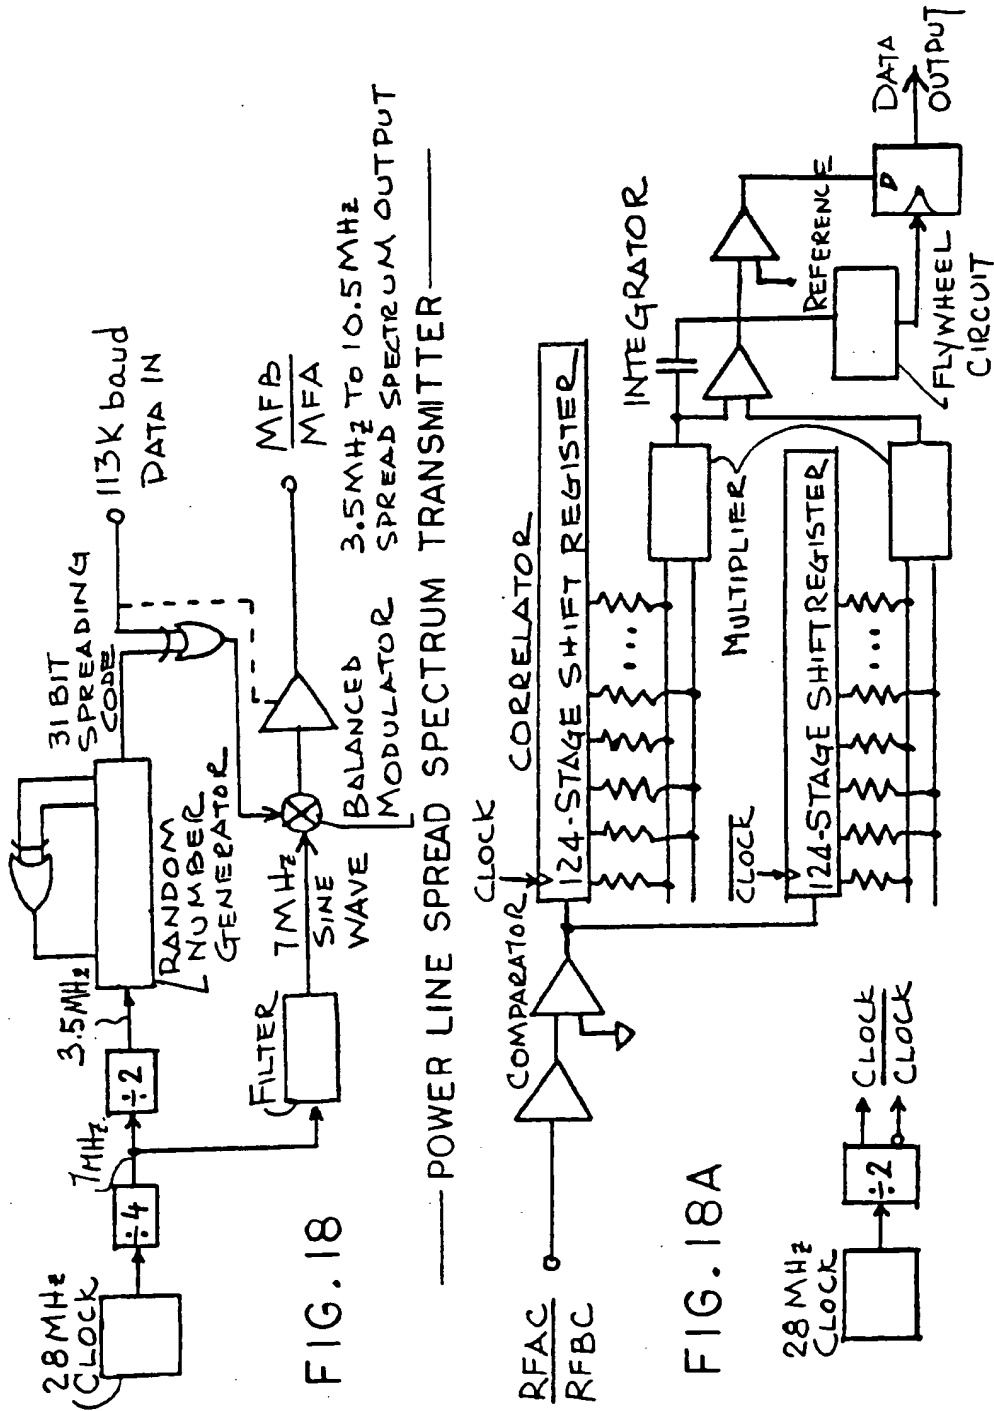 28MHz
CLOCK
÷4
7MHz
÷2
3.5MHz
RANDOM
NUMBER
GENERATOR
31 BIT
SPREADING
CODE
113K baud
DATA IN
FILTER
7MHz
SINE
WAVE
BALANCED
MODULATOR
MFB
MFA
3.5MHz TO 10.5MHz
SPREAD SPECTRUM OUTPUT
FIG. 18
POWER LINE SPREAD SPECTRUM TRANSMITTER
RFAC
RFBC
COMPARATOR
CLOCK
CORRELATOR
124-STAGE SHIFT REGISTER
...
INTEGRATOR
MULTIPLIER
CLOCK
124-STAGE SHIFT REGISTER
...
REFERENCE
D
DATA
OUTPUT
FLYWHEEL
CIRCUIT
FIG. 18A
28MHz
CLOCK
÷2
CLOCK
CLOCK